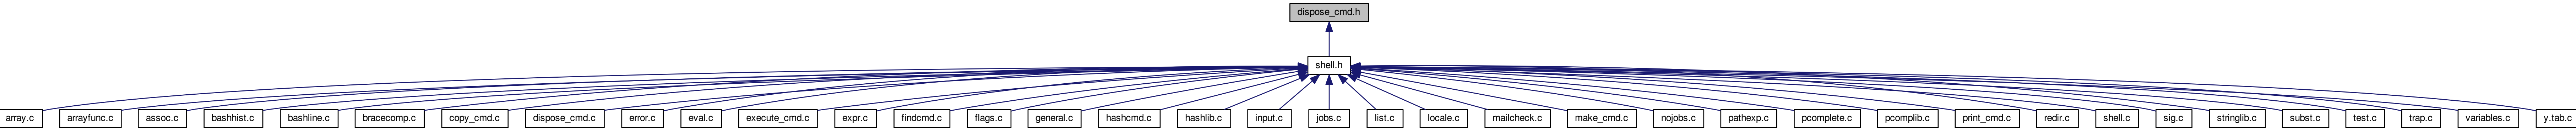 dispose_cmd.h
shell.h
array.c arrayfunc.c assoc.c bashhist.c bashline.c bracecomp.c copy_cmd.c dispose_cmd.c error.c eval.c execute_cmd.c expr.c findcmd.c flags.c general.c hashcmd.c hashlib.c input.c jobs.c list.c locale.c mailcheck.c make_cmd.c nojobs.c pathexp.c pcomplete.c pcomplib.c print_cmd.c redir.c shell.c sig.c stringlib.c subst.c test.c trap.c variables.c y.tab.c